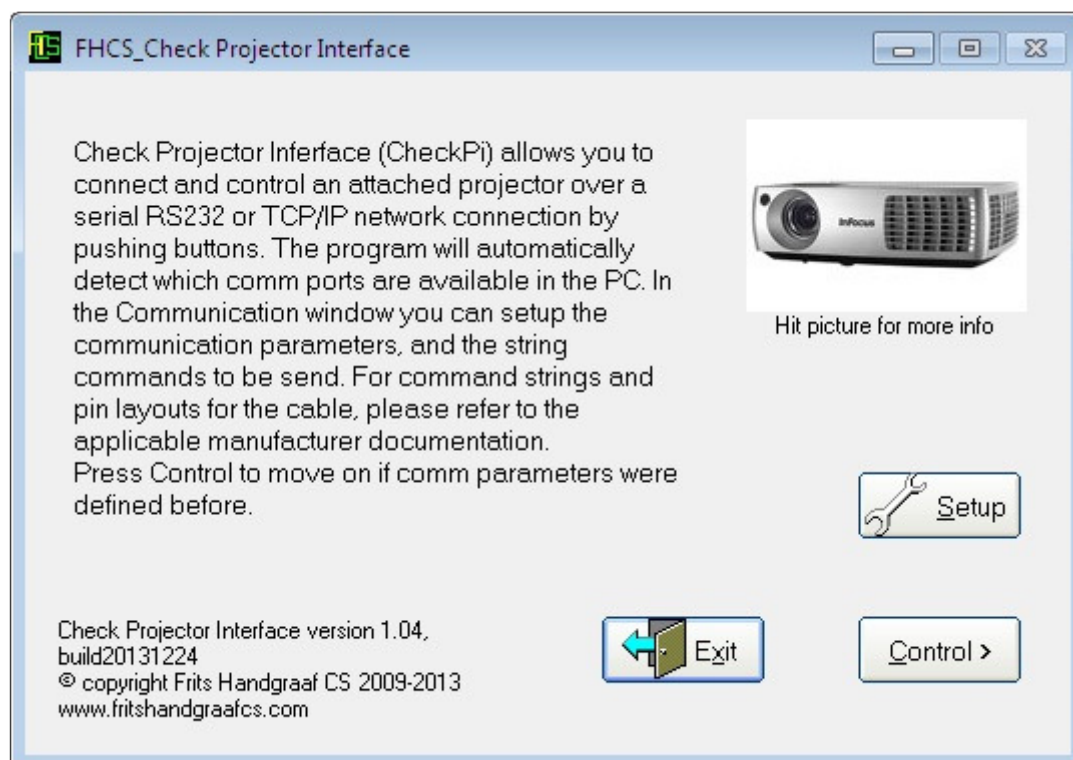 FHCS_Check Projector Interface
Check Projector Inferface (CheckPi) allows you to
connect and control an attached projector over a
serial RS232 or TCP/IP network connection by
pushing buttons. The program will automatically
detect which comm ports are available in the PC. In
the Communication window you can setup the
communication parameters, and the string
commands to be send. For command strings and
pin layouts for the cable, please refer to the
applicable manufacturer documentation.
Press Control to move on if comm parameters were
defined before.
InFocus
Hit picture for more info
Setup
Check Projector Interface version 1.04,
build20131224
© copyright Frits Handgraaf CS 2009-2013
www.fritshandgraafcs.com
Exit
Control >